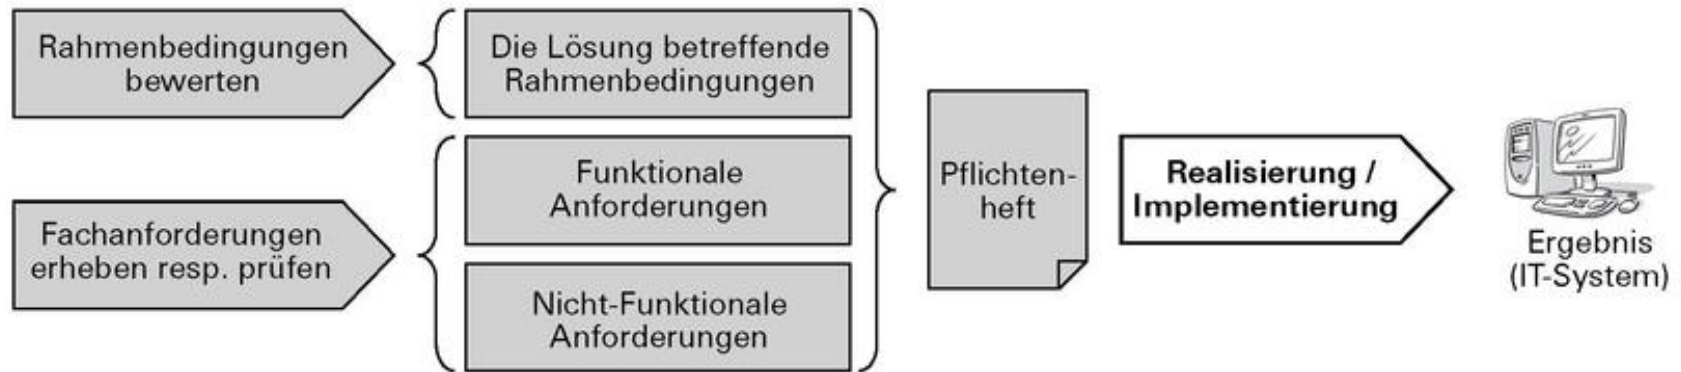 Rahmenbedingungen
bewerten
Die Lösung betreffende
Rahmenbedingungen
Fachanforderungen
erheben resp. prüfen
Funktionale
Anforderungen
Nicht-Funktionale
Anforderungen
Pflichten-
heft
Realisierung /
Implementierung
Ergebnis
(IT-System)